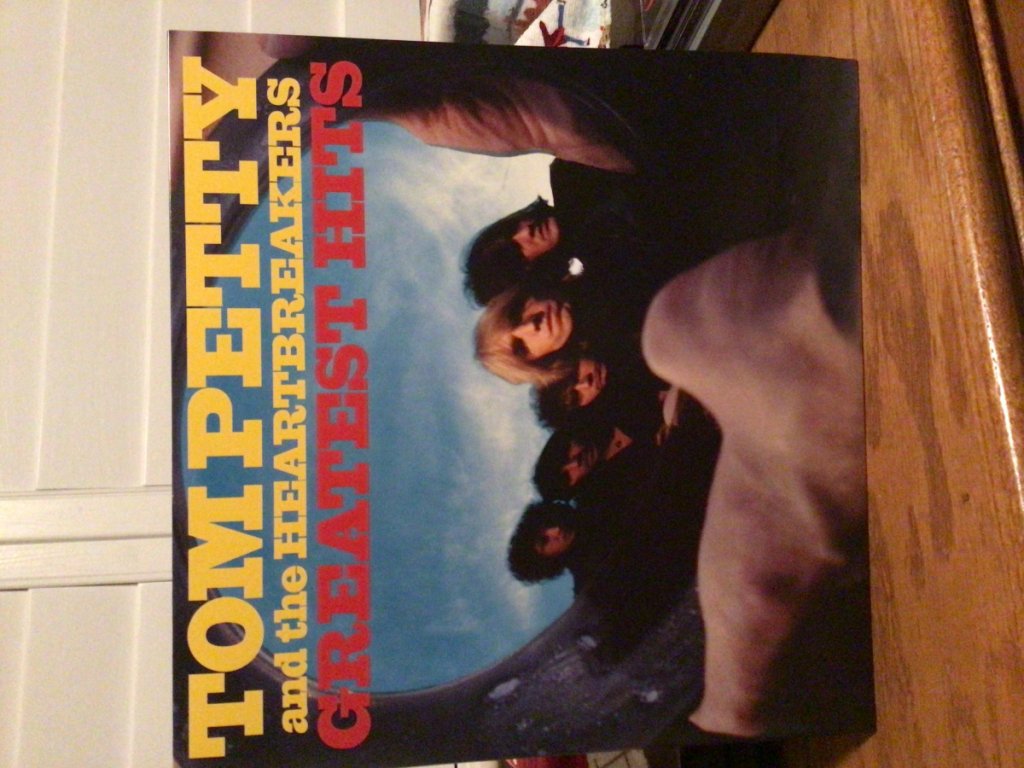 TOM PETTY
and the HEARTBREAKERS
GREATEST HITS